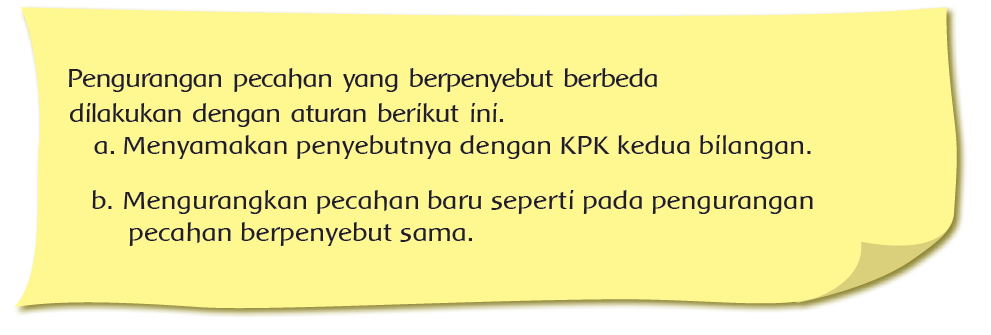 Pengurangan pecahan yang berpenyebut berbeda
dilakukan dengan aturan berikut ini.
a. Menyamakan penyebutnya dengan KPK kedua bilangan.
b. Mengurangkan pecahan baru seperti pada pengurangan
pecahan berpenyebut sama.